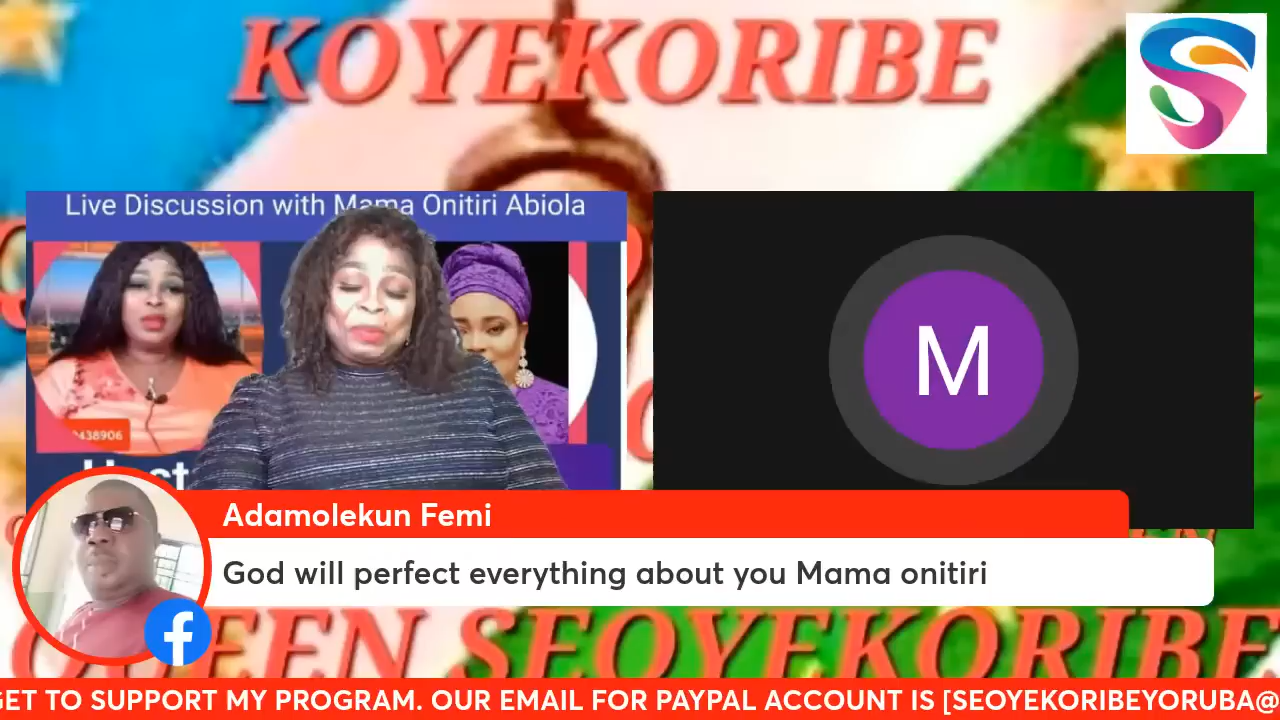 KOYEKORIBE
Live Discussion with Mama Onitiri Abiola
438906
M
Adamolekun Femi
God will perfect everything about you Mama onitiri
QUEEN SEOYEKORIBE
GET TO SUPPORT MY PROGRAM. OUR EMAIL FOR PAYPAL ACCOUNT IS [SEOYEKORIBEYORUBA@